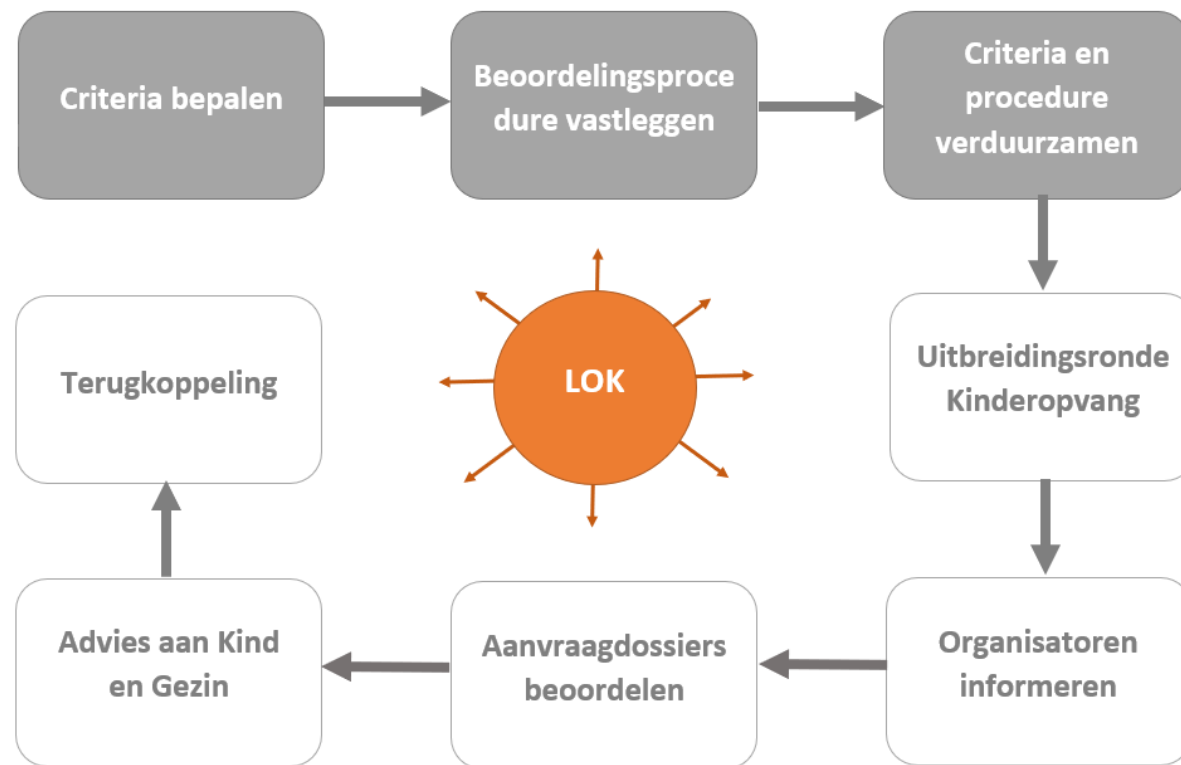 Criteria bepalen
Beoordelingsproce
dure vastleggen
Criteria en
procedure
verduurzamen
Terugkoppeling
LOK
Uitbreidingsronde
Kinderopvang
Advies aan Kind
en Gezin
Aanvraagdossiers
beoordelen
Organisatoren
informeren